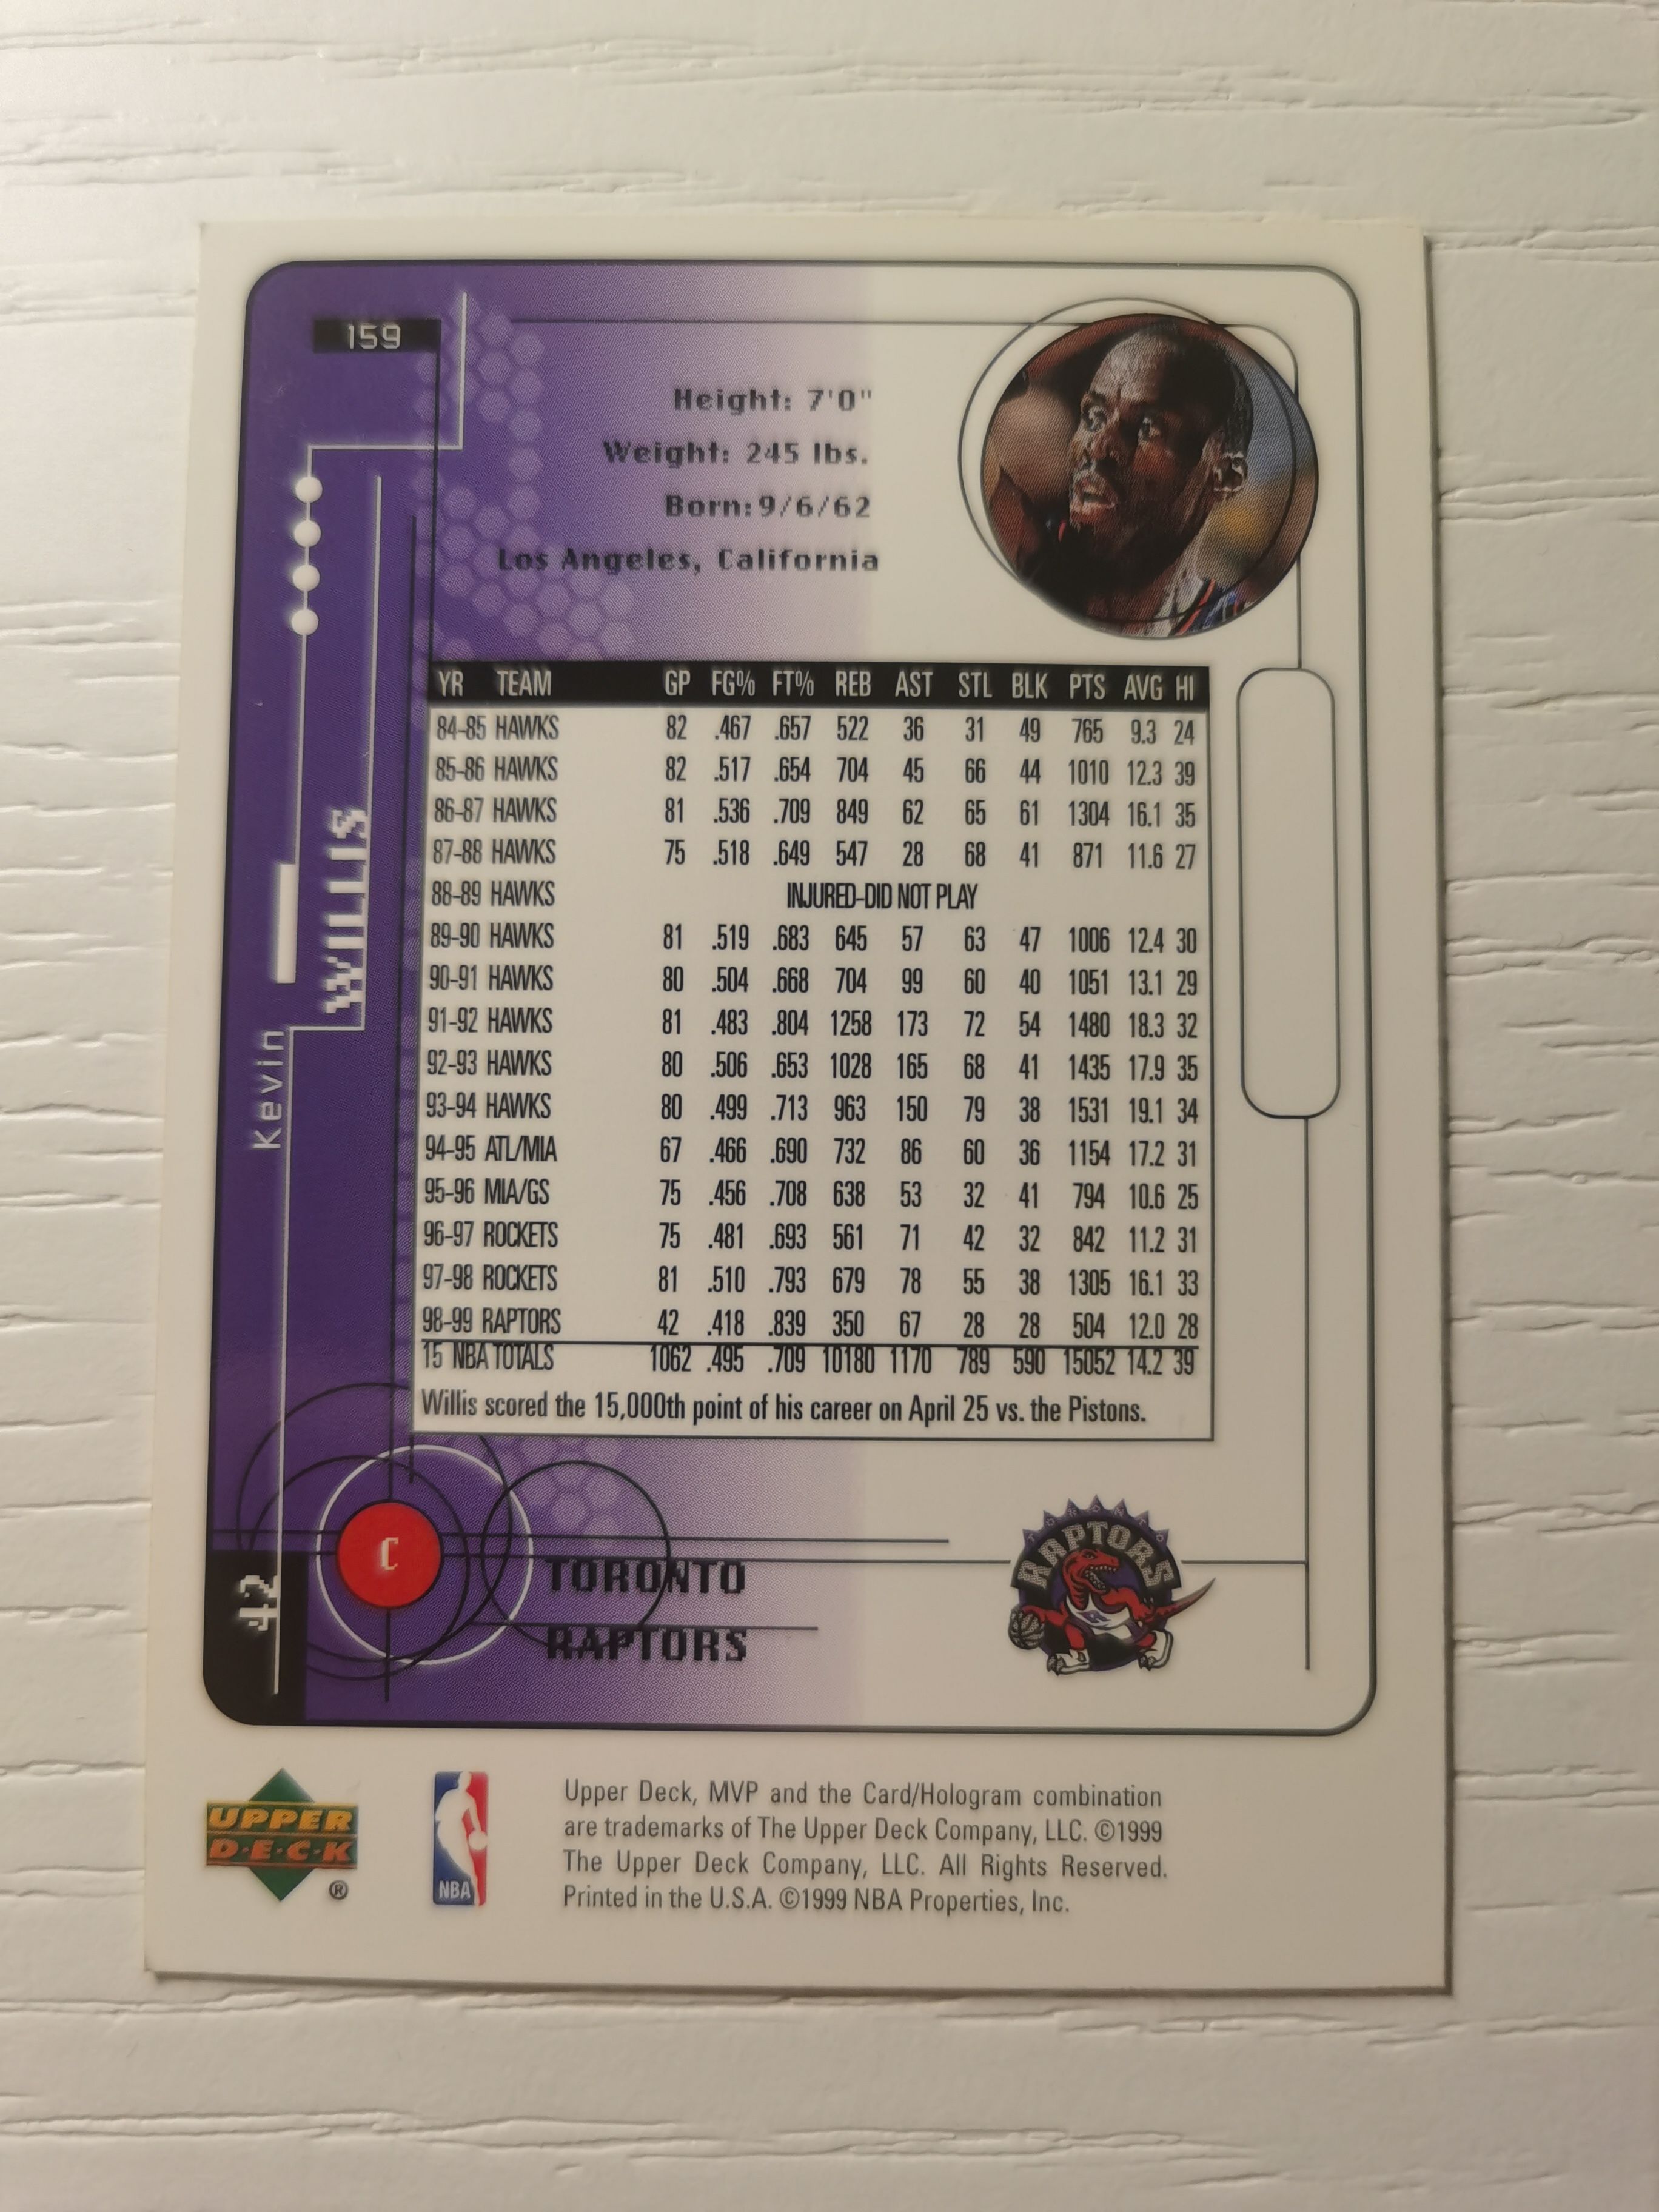 159
Height: 7'0"
Weight: 245 lbs.
Born: 9/6/62
Los Angeles, California
Kevin
WILLIS
YR TEAM GP FG% FT% REB AST STL BLK PTS AVG HI
84-85 HAWKS 82 .467 .657 522 36 31 49 765 9.3 24
85-86 HAWKS 82 .517 .654 704 45 66 44 1010 12.3 39
86-87 HAWKS 81 .536 .709 849 62 65 61 1304 16.1 35
87-88 HAWKS 75 .518 .649 547 28 68 41 871 11.6 27
88-89 HAWKS INJURED-DID NOT PLAY
89-90 HAWKS 81 .519 .683 645 57 63 47 1006 12.4 30
90-91 HAWKS 80 .504 .668 704 99 60 40 1051 13.1 29
91-92 HAWKS 81 .483 .804 1258 173 72 54 1480 18.3 32
92-93 HAWKS 80 .506 .653 1028 165 68 41 1435 17.9 35
93-94 HAWKS 80 .499 .713 963 150 79 38 1531 19.1 34
94-95 ATL/MIA 67 .466 .690 732 86 60 36 1154 17.2 31
95-96 MIA/GS 75 .456 .708 638 53 32 41 794 10.6 25
96-97 ROCKETS 75 .481 .693 561 71 42 32 842 11.2 31
97-98 ROCKETS 81 .510 .793 679 78 55 38 1305 16.1 33
98-99 RAPTORS 42 .418 .839 350 67 28 28 504 12.0 28
15 NBA TOTALS 1062 .495 .709 10180 1170 789 590 15052 14.2 39
Willis scored the 15,000th point of his career on April 25 vs. the Pistons.
42
C
TORONTO
RAPTORS
TORONTO
RAPTORS
UPPER
D·E·C·K
®
NBA
Upper Deck, MVP and the Card/Hologram combination
are trademarks of The Upper Deck Company, LLC. ©1999
The Upper Deck Company, LLC. All Rights Reserved.
Printed in the U.S.A. ©1999 NBA Properties, Inc.